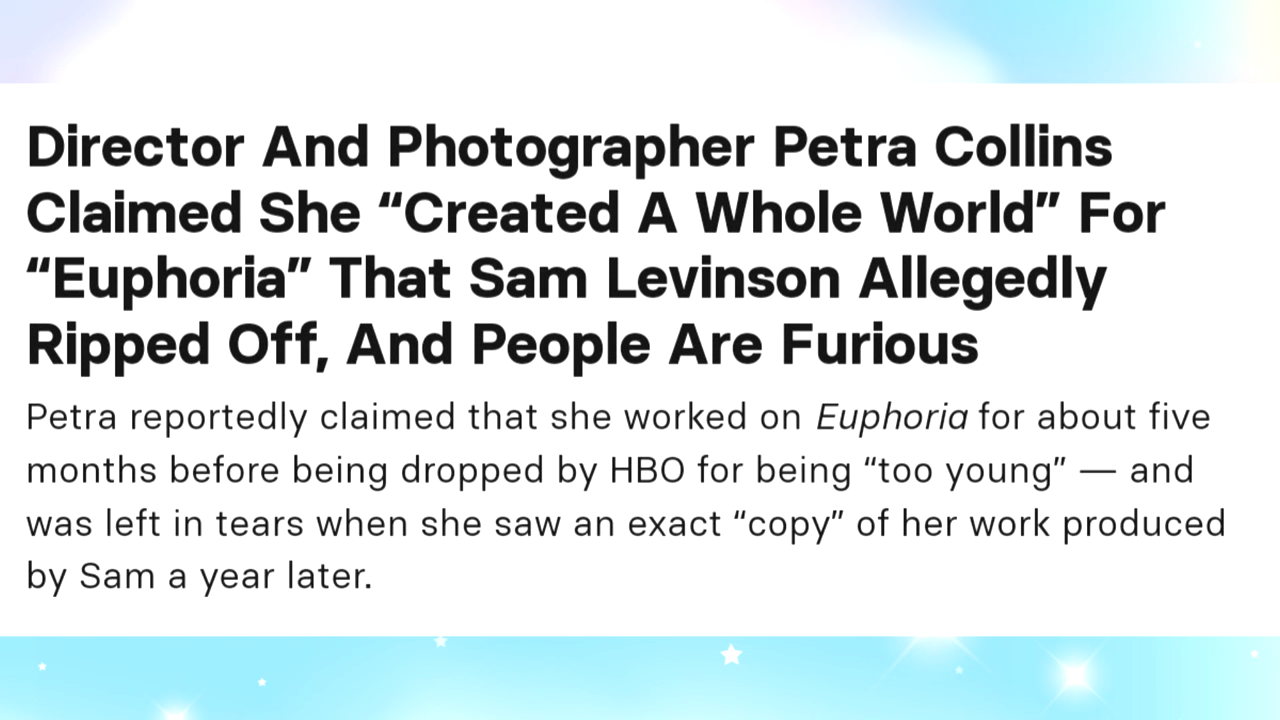 Director And Photographer Petra Collins
Claimed She “Created A Whole World” For
“Euphoria” That Sam Levinson Allegedly
Ripped Off, And People Are Furious
Petra reportedly claimed that she worked on Euphoria for about five
months before being dropped by HBO for being “too young” — and
was left in tears when she saw an exact “copy” of her work produced
by Sam a year later.